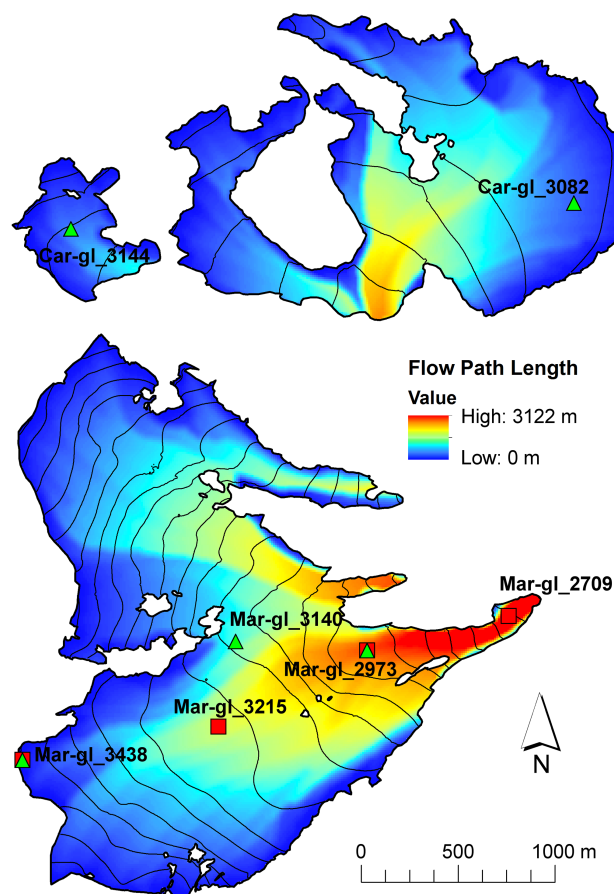 Car-gl_3082
Car-gl_3144
Flow Path Length
Value
High: 3122 m
Low: 0 m
Mar-gl_2709
Mar-gl_3140
Mar-gl_2973
Mar-gl_3215
Mar-gl_3438
N
0 500 1000 m